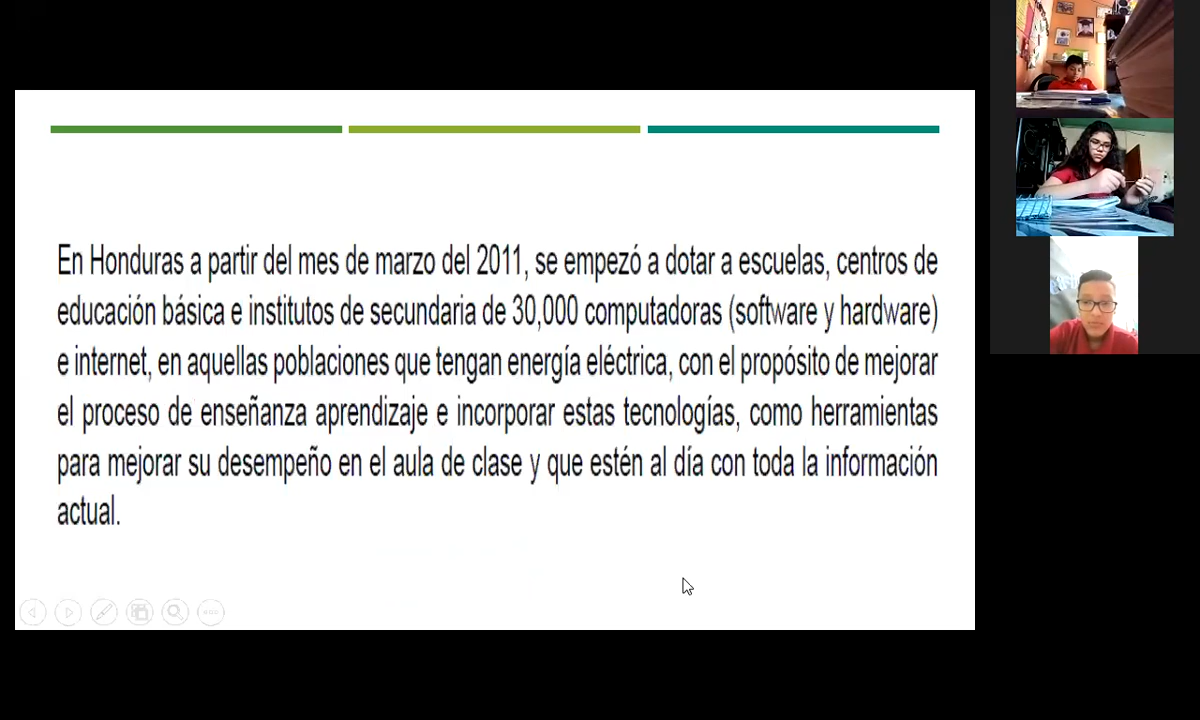 En Honduras a partir del mes de marzo del 2011, se empezó a dotar a escuelas, centros de
educación básica e institutos de secundaria de 30,000 computadoras (software y hardware)
e internet, en aquellas poblaciones que tengan energía eléctrica, con el propósito de mejorar
el proceso de enseñanza aprendizaje e incorporar estas tecnologías, como herramientas
para mejorar su desempeño en el aula de clase y que estén al día con toda la información
actual.